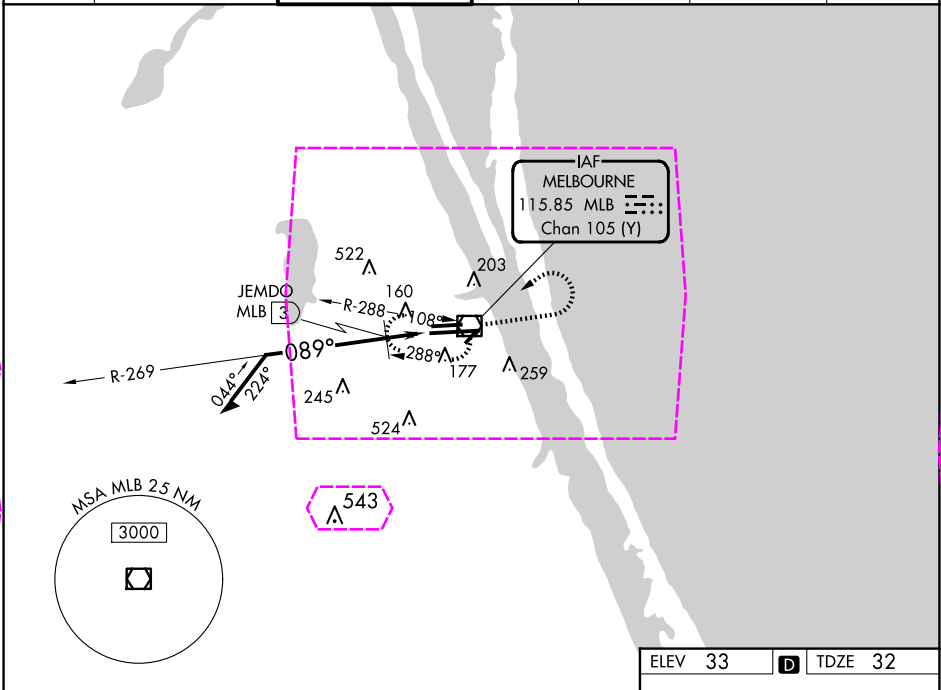 IAF
MELBOURNE
115.85 MLB
Chan 105 (Y)
522
203
160
JEMDO
MLB 3
R-288
108°
089°
288°
R-269
044°
224°
177
259
245
524
543
MSA MLB 25 NM
3000
ELEV 33 D TDZE 32